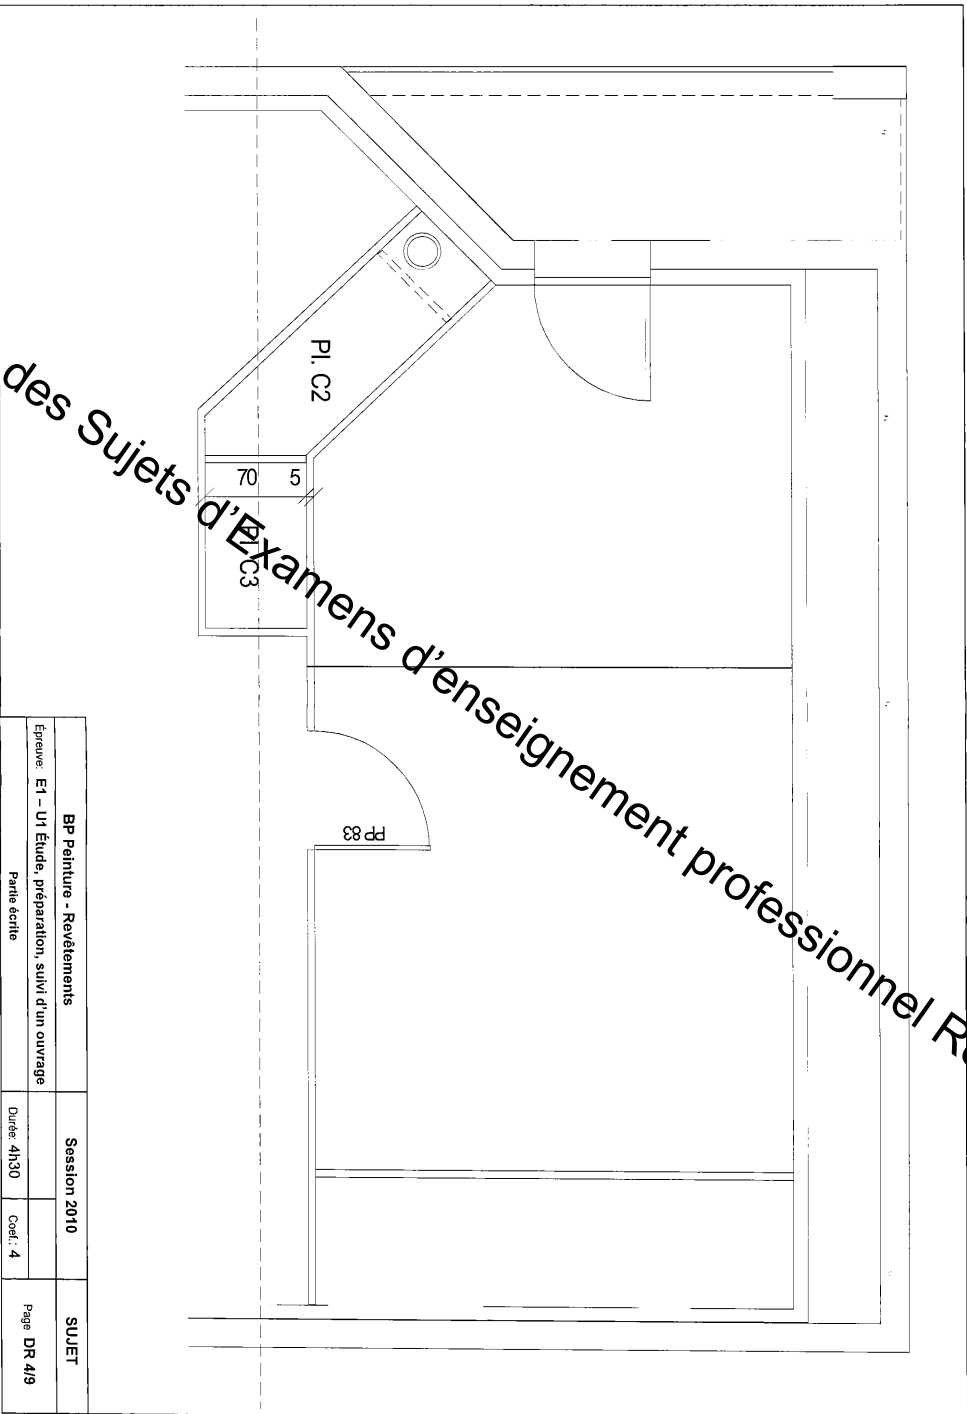 des Sujets d'Examens d'enseignement professionnel R
Pl. C2
70 5
Pl C3
PP 83
BP Peinture - Revêtements
Session 2010
SUJET
Épreuve: E1 – U1 Étude, préparation, suivi d'un ouvrage
Partie écrite
Durée: 4h30
Coef.: 4
Page DR 4/9